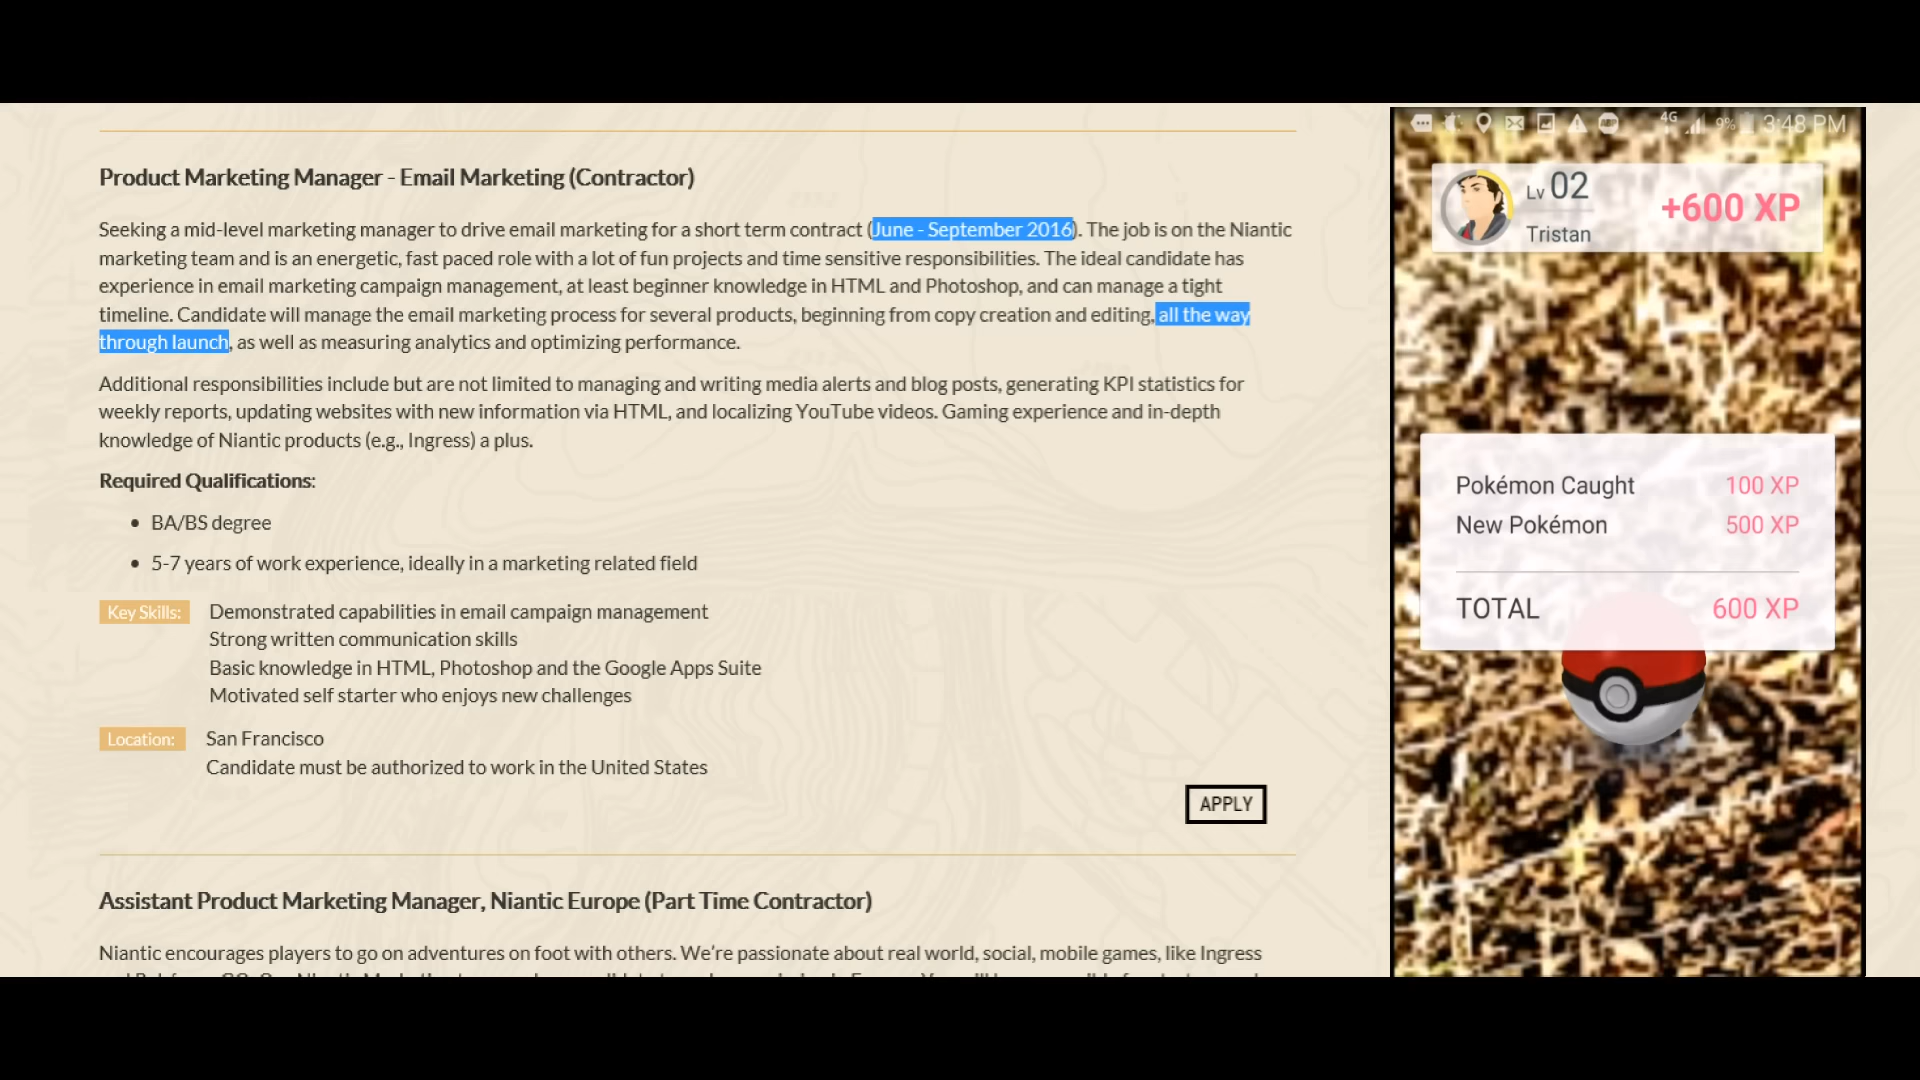 Product Marketing Manager - Email Marketing (Contractor)
Seeking a mid-level marketing manager to drive email marketing for a short term contract (June - September 2016). The job is on the Niantic
marketing team and is an energetic, fast paced role with a lot of fun projects and time sensitive responsibilities. The ideal candidate has
experience in email marketing campaign management, at least beginner knowledge in HTML and Photoshop, and can manage a tight
timeline. Candidate will manage the email marketing process for several products, beginning from copy creation and editing, all the way
through launch, as well as measuring analytics and optimizing performance.
Additional responsibilities include but are not limited to managing and writing media alerts and blog posts, generating KPI statistics for
weekly reports, updating websites with new information via HTML, and localizing YouTube videos. Gaming experience and in-depth
knowledge of Niantic products (e.g., Ingress) a plus.
Required Qualifications:
• BA/BS degree
• 5-7 years of work experience, ideally in a marketing related field
Key Skills: Demonstrated capabilities in email campaign management
Strong written communication skills
Basic knowledge in HTML, Photoshop and the Google Apps Suite
Motivated self starter who enjoys new challenges
Location: San Francisco
Candidate must be authorized to work in the United States
APPLY
Assistant Product Marketing Manager, Niantic Europe (Part Time Contractor)
Niantic encourages players to go on adventures on foot with others. We're passionate about real world, social, mobile games, like Ingress
4G 9% 3:48 PM
Lv 02
+600 XP
Tristan
Pokémon Caught 100 XP
New Pokémon 500 XP
TOTAL 600 XP